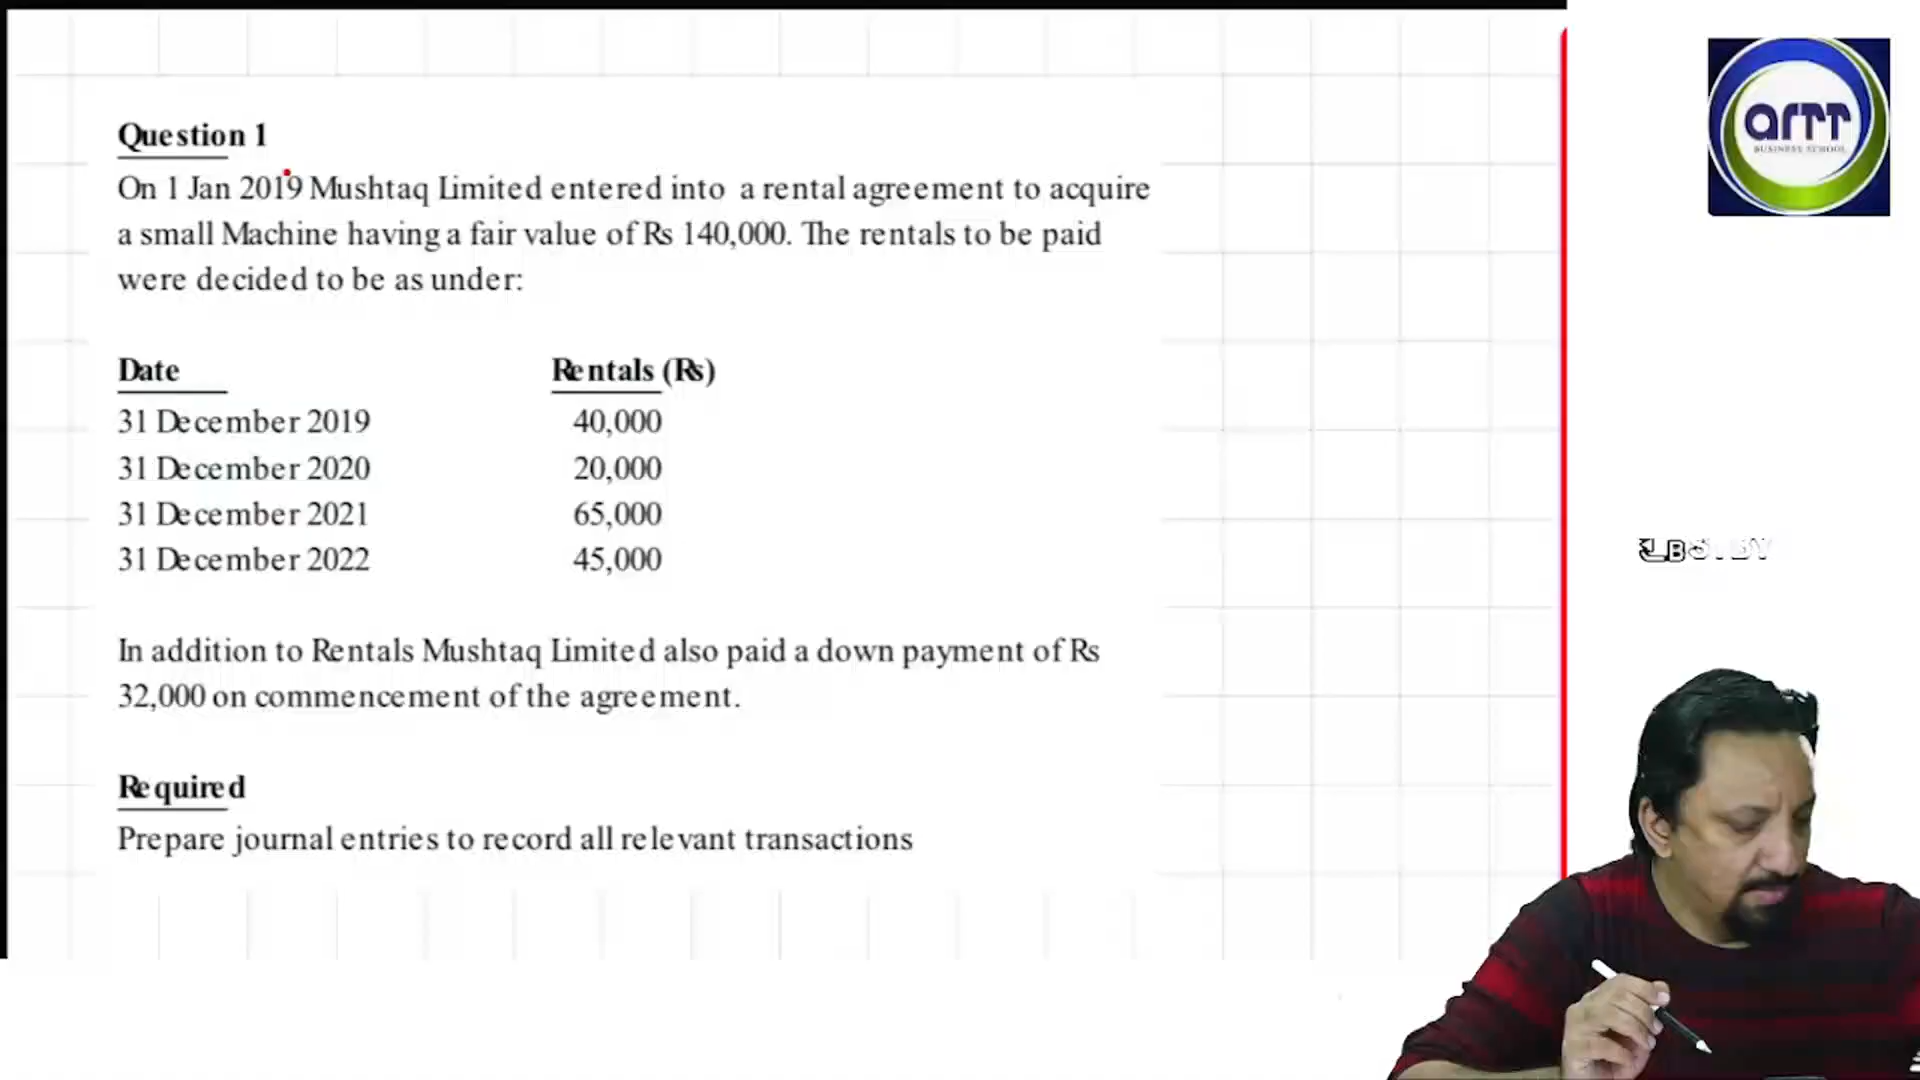 Question 1
On 1 Jan 2019 Mushtaq Limited entered into a rental agreement to acquire
a small Machine having a fair value of Rs 140,000. The rentals to be paid
were decided to be as under:
Date Rentals (Rs)
31 December 2019 40,000
31 December 2020 20,000
31 December 2021 65,000
31 December 2022 45,000
In addition to Rentals Mushtaq Limited also paid a down payment of Rs
32,000 on commencement of the agreement.
Required
Prepare journal entries to record all relevant transactions
artt
BUSINESS SCHOOL